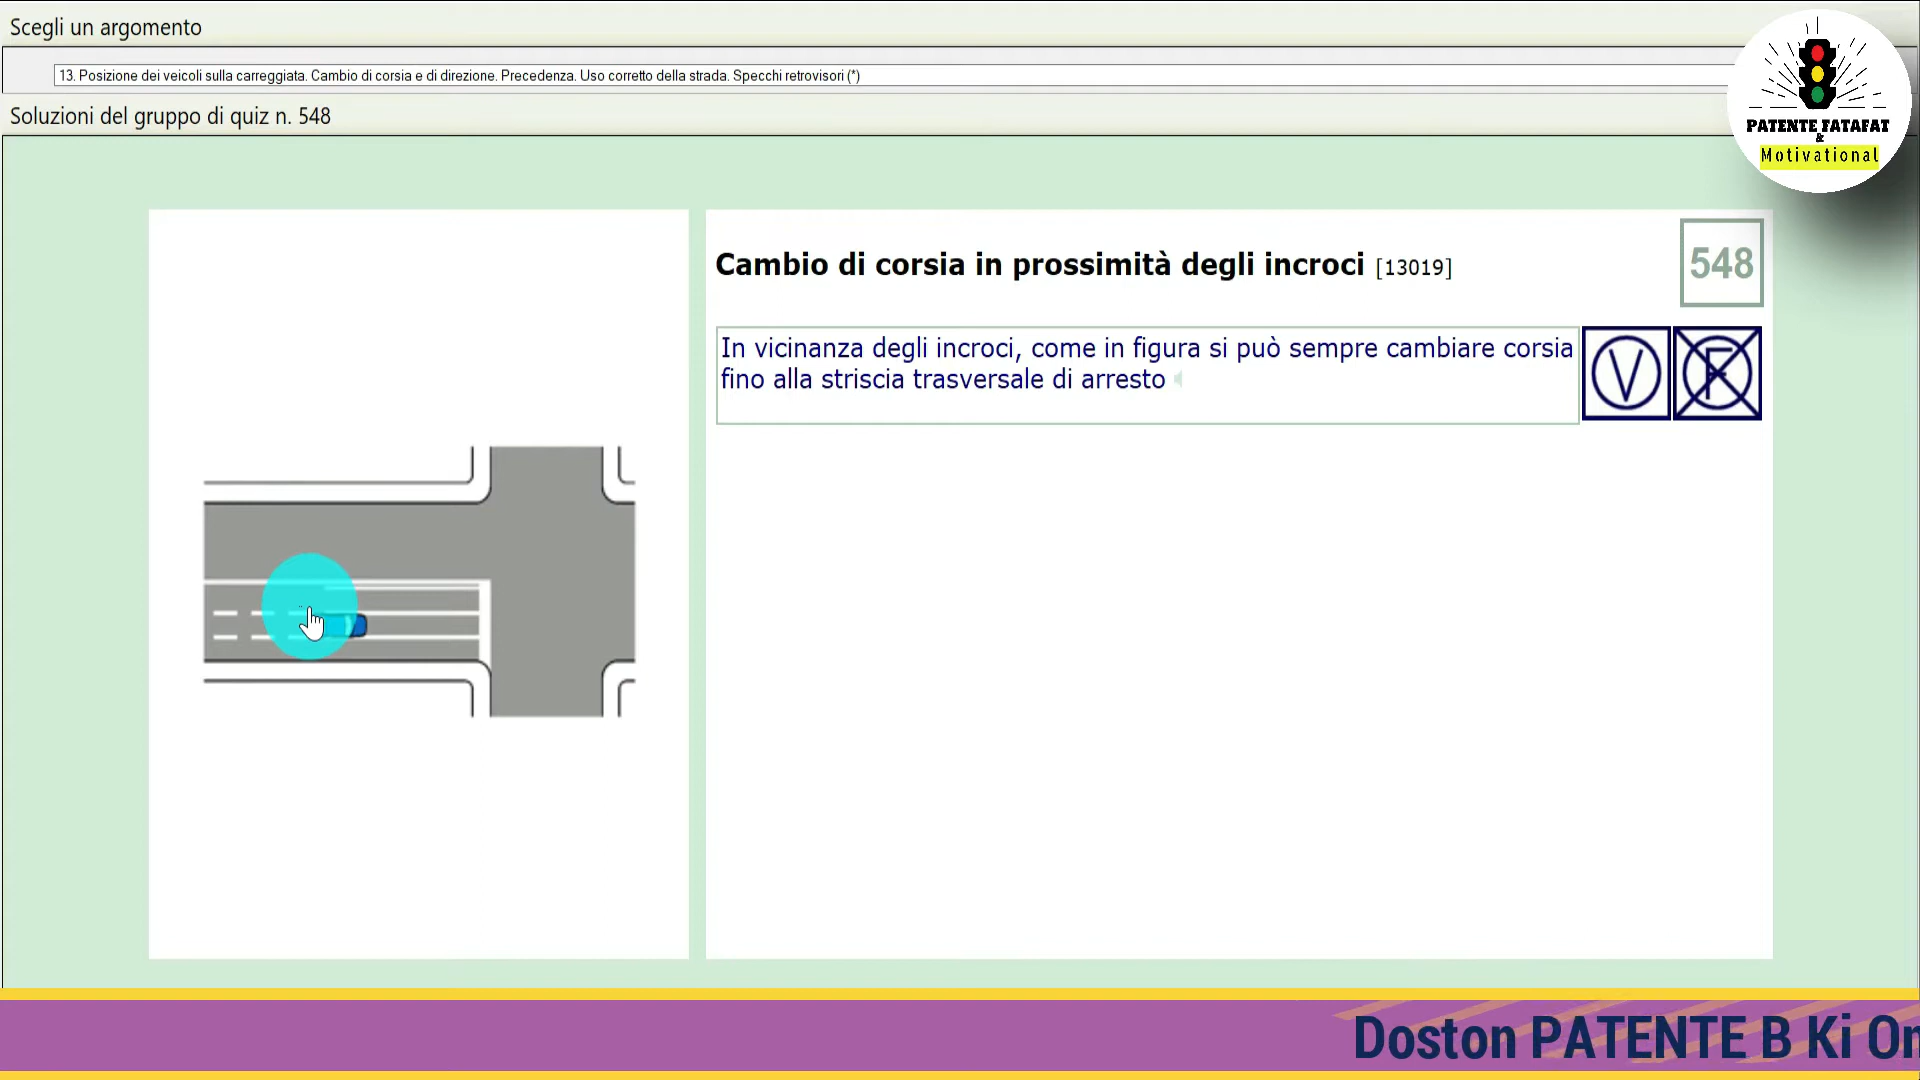 Scegli un argomento
13. Posizione dei veicoli sulla carreggiata. Cambio di corsia e di direzione. Precedenza. Uso corretto della strada. Specchi retrovisori (*)
Soluzioni del gruppo di quiz n. 548
PATENTE FATAFAT
&
Motivational
Cambio di corsia in prossimità degli incroci [13019]
548
In vicinanza degli incroci, come in figura si può sempre cambiare corsia
fino alla striscia trasversale di arresto
V
F
Doston PATENTE B Ki On